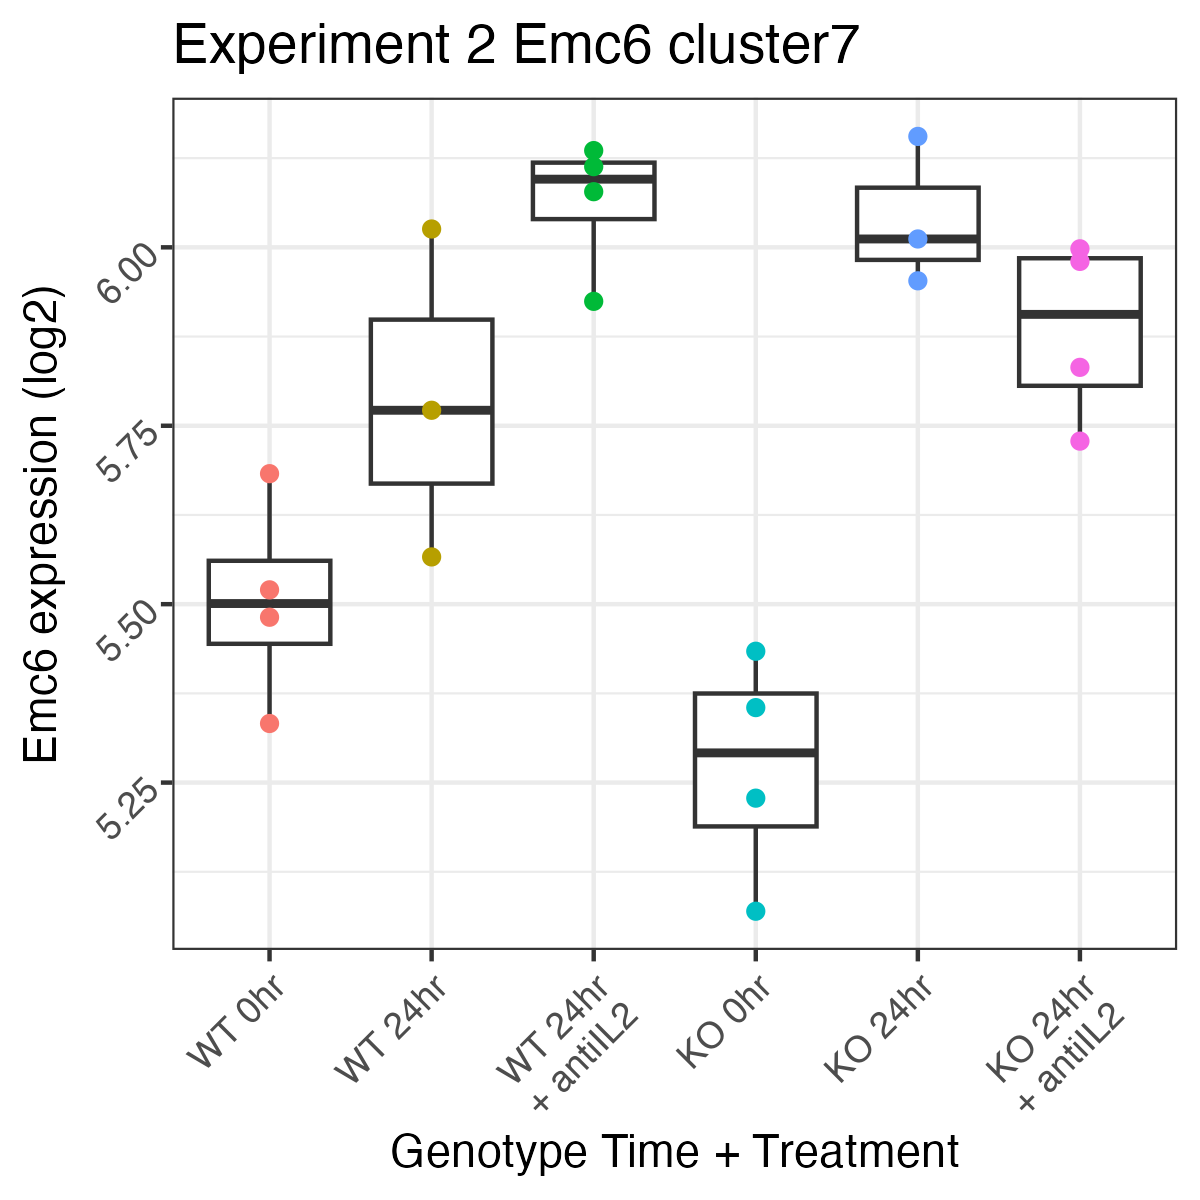 Experiment 2 Emc6 cluster7
Emc6 expression (log2)
6.00
5.75
5.50
5.25
WT 0hr
WT 24hr
WT 24hr
+ antiIL2
KO 0hr
KO 24hr
KO 24hr
+ antiIL2
Genotype Time + Treatment